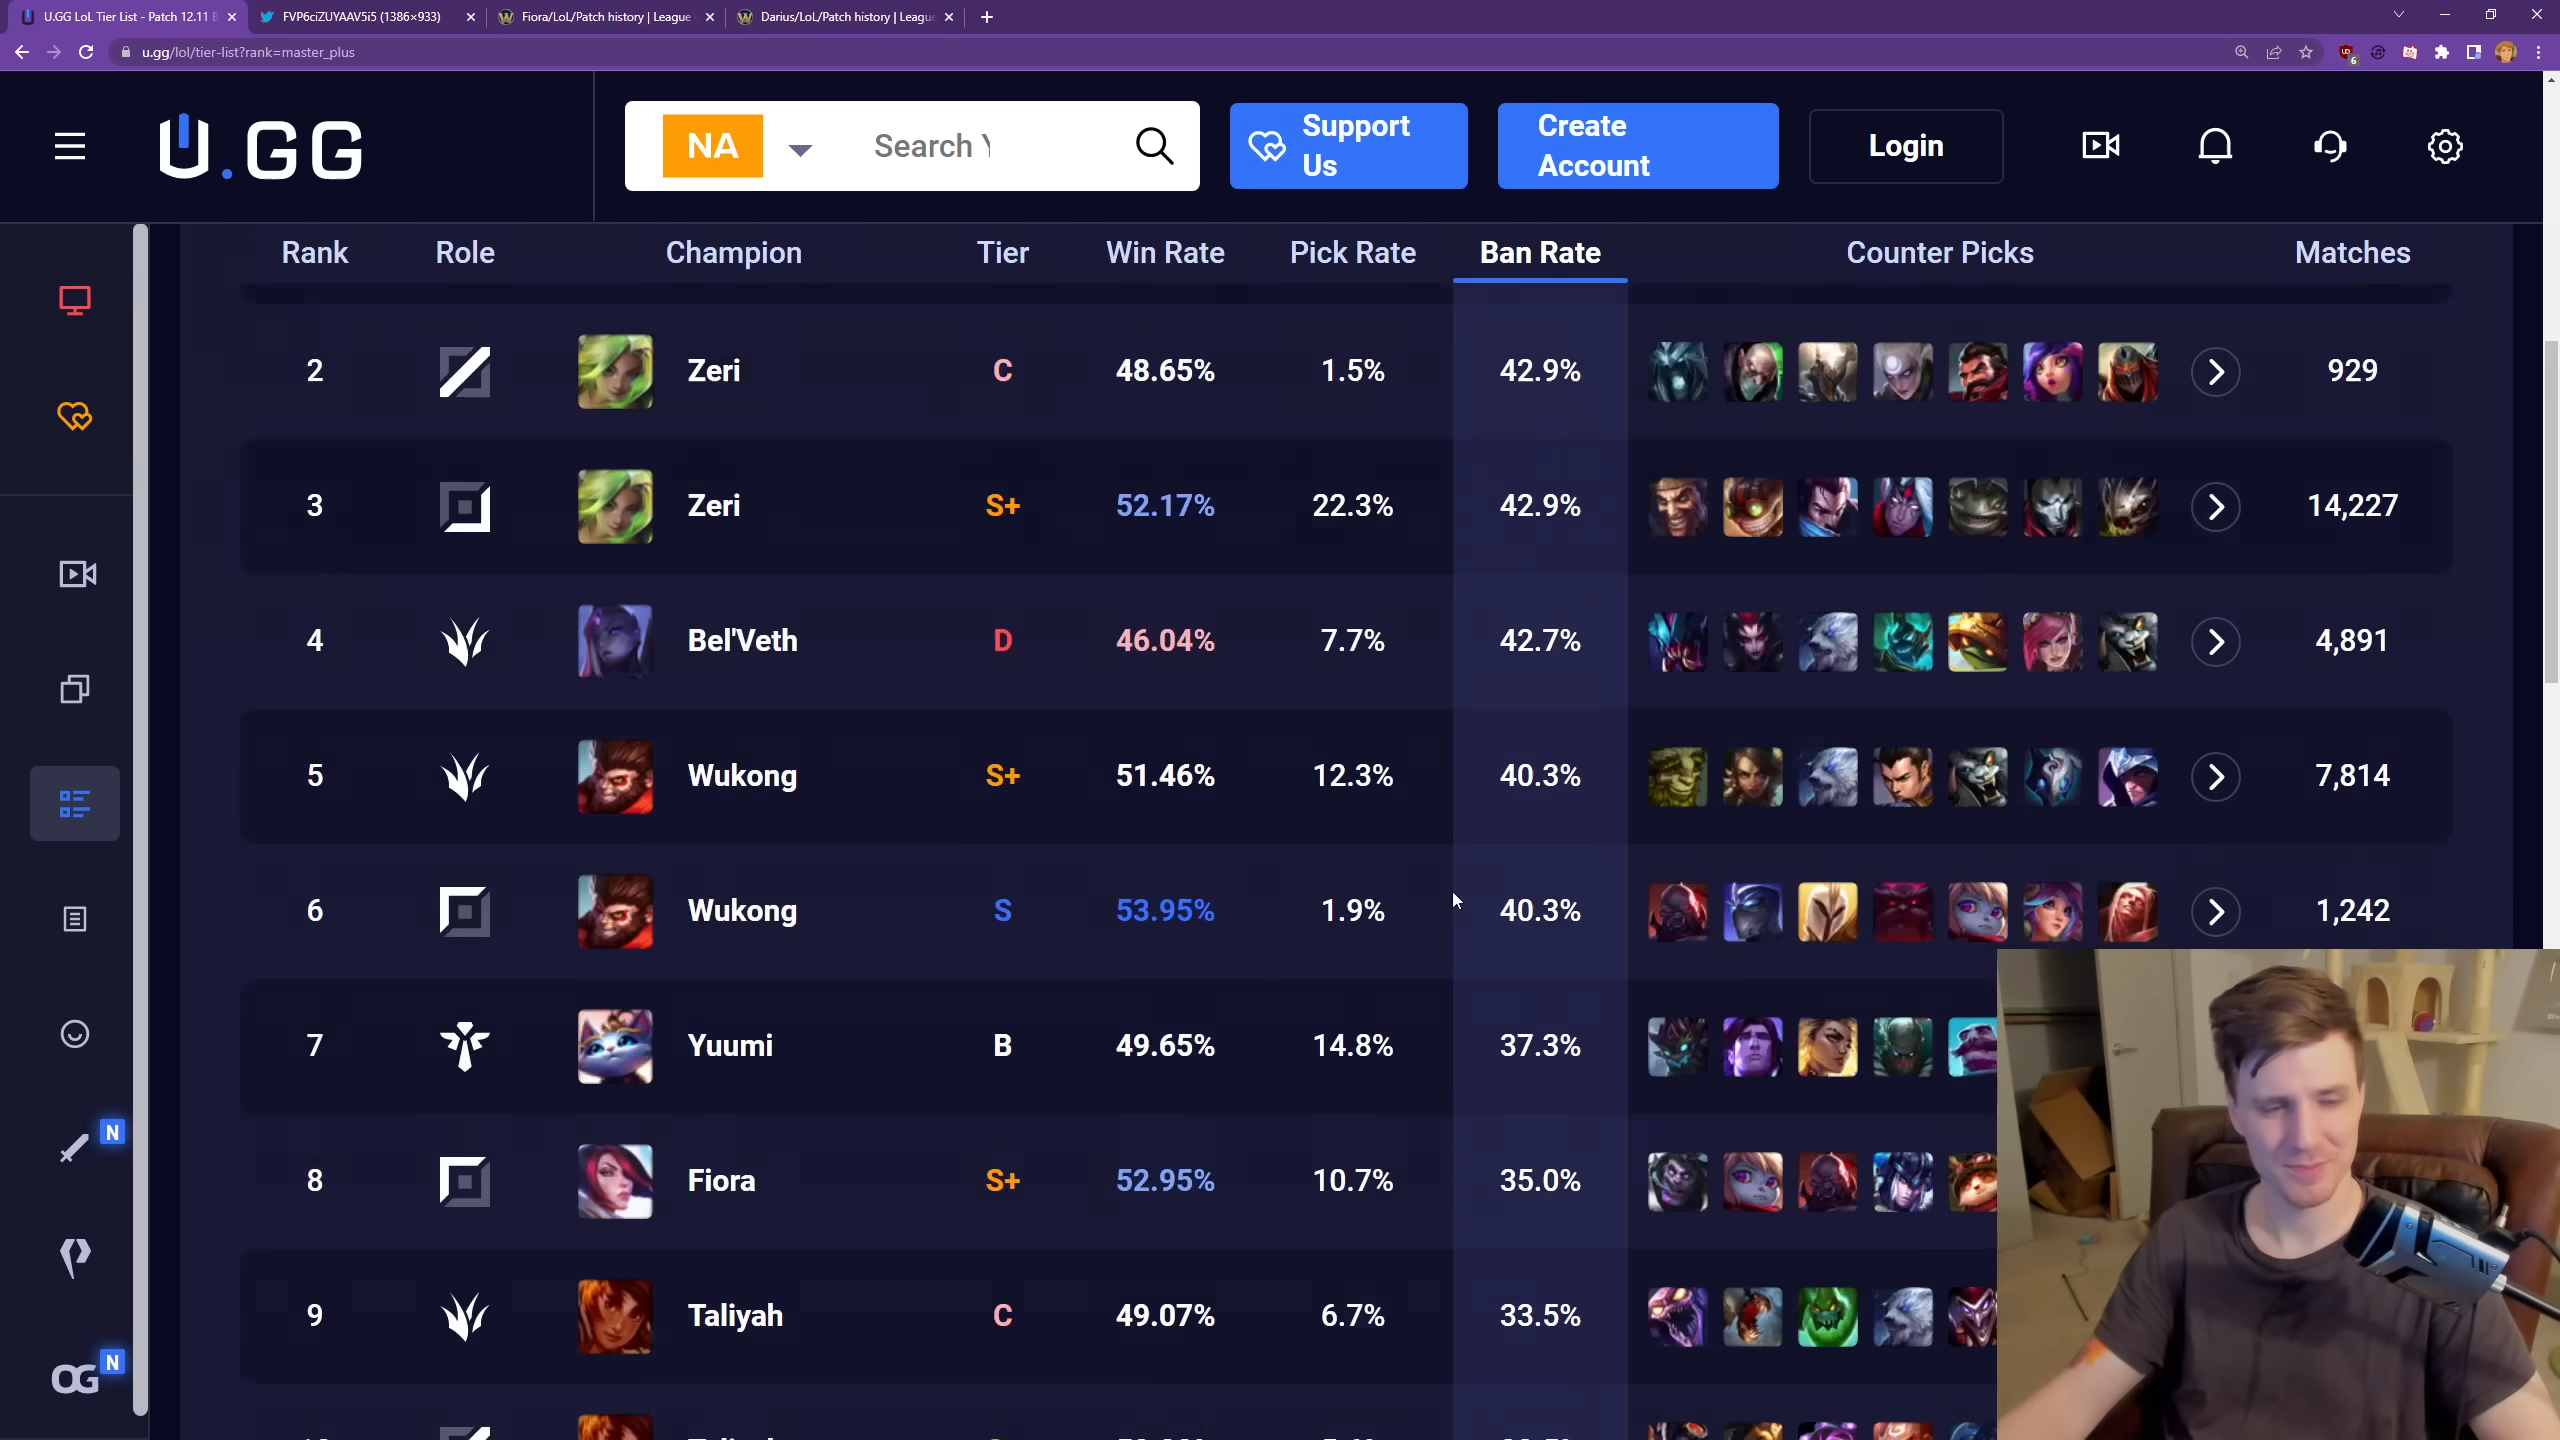 U.GG LoL Tier List - Patch 12.11 B
FVP6ciZUYAAV5i5 (1386×933)
Fiora/LoL/Patch history | League
Darius/LoL/Patch history | League
u.gg/lol/tier-list?rank=master_plus
6
U.GG
NA
Search
Support Us
Create Account
Login
Rank Role Champion Tier Win Rate Pick Rate Ban Rate Counter Picks Matches
2 Zeri C 48.65% 1.5% 42.9% 929
3 Zeri S+ 52.17% 22.3% 42.9% 14,227
4 Bel'Veth D 46.04% 7.7% 42.7% 4,891
5 Wukong S+ 51.46% 12.3% 40.3% 7,814
6 Wukong S 53.95% 1.9% 40.3% 1,242
7 Yuumi B 49.65% 14.8% 37.3%
8 Fiora S+ 52.95% 10.7% 35.0%
9 Taliyah C 49.07% 6.7% 33.5%
N
OG N